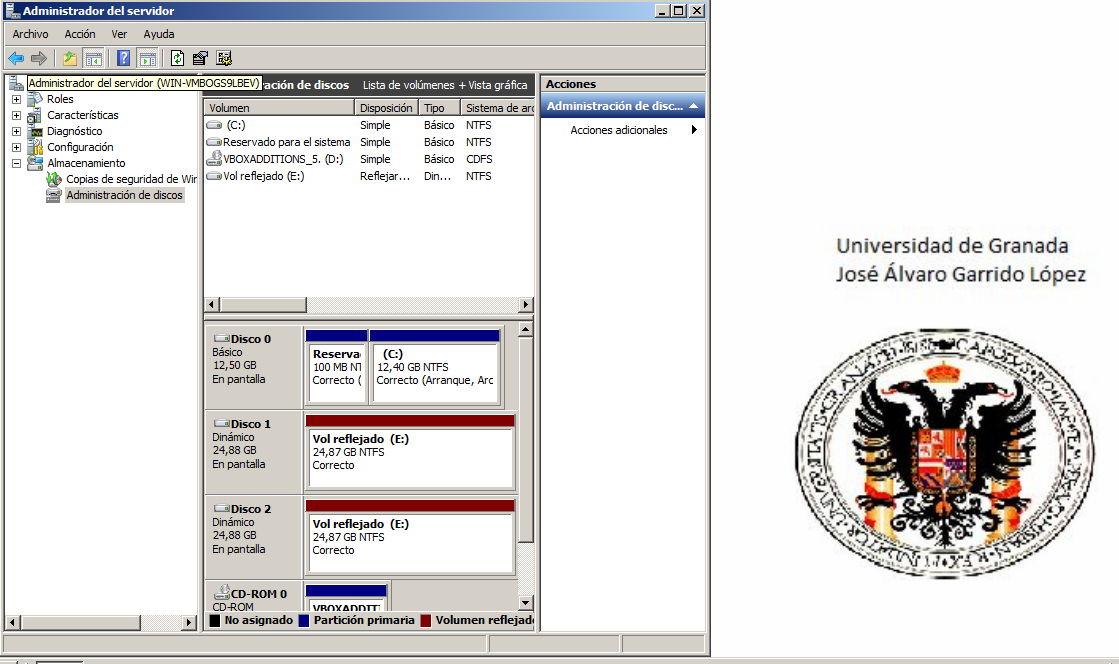 Administrador del servidor
Archivo Acción Ver Ayuda
Administrador del servidor (WIN-VMBOGS9LBEV)
Roles
Características
Diagnóstico
Configuración
Almacenamiento
Copias de seguridad de Wir
Administración de discos
ación de discos Lista de volúmenes + Vista gráfica
Volumen Disposición Tipo Sistema de arc
(C:) Simple Básico NTFS
Reservado para el sistema Simple Básico NTFS
VBOXADDITIONS_5. (D:) Simple Básico CDFS
Vol reflejado (E:) Reflejar... Din... NTFS
Disco 0
Básico
12,50 GB
En pantalla
Reserva
100 MB NT
Correcto (
(C:)
12,40 GB NTFS
Correcto (Arranque, Arc
Disco 1
Dinámico
24,88 GB
En pantalla
Vol reflejado (E:)
24,87 GB NTFS
Correcto
Disco 2
Dinámico
24,88 GB
En pantalla
Vol reflejado (E:)
24,87 GB NTFS
Correcto
CD-ROM 0
CD-ROM
VBOXADDIT
No asignado Partición primaria Volumen reflejado
Acciones
Administración de disc...
Acciones adicionales
Universidad de Granada
José Álvaro Garrido López